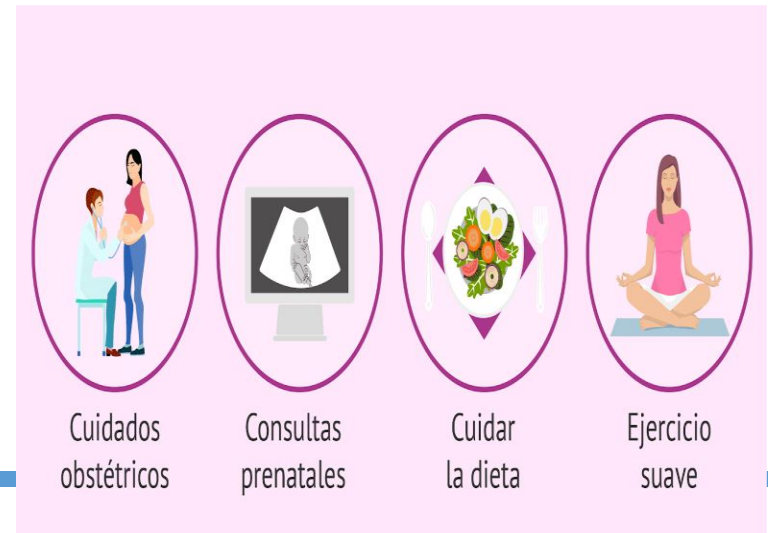 Cuidados
obstétricos
Consultas
prenatales
Cuidar
la dieta
Ejercicio
suave